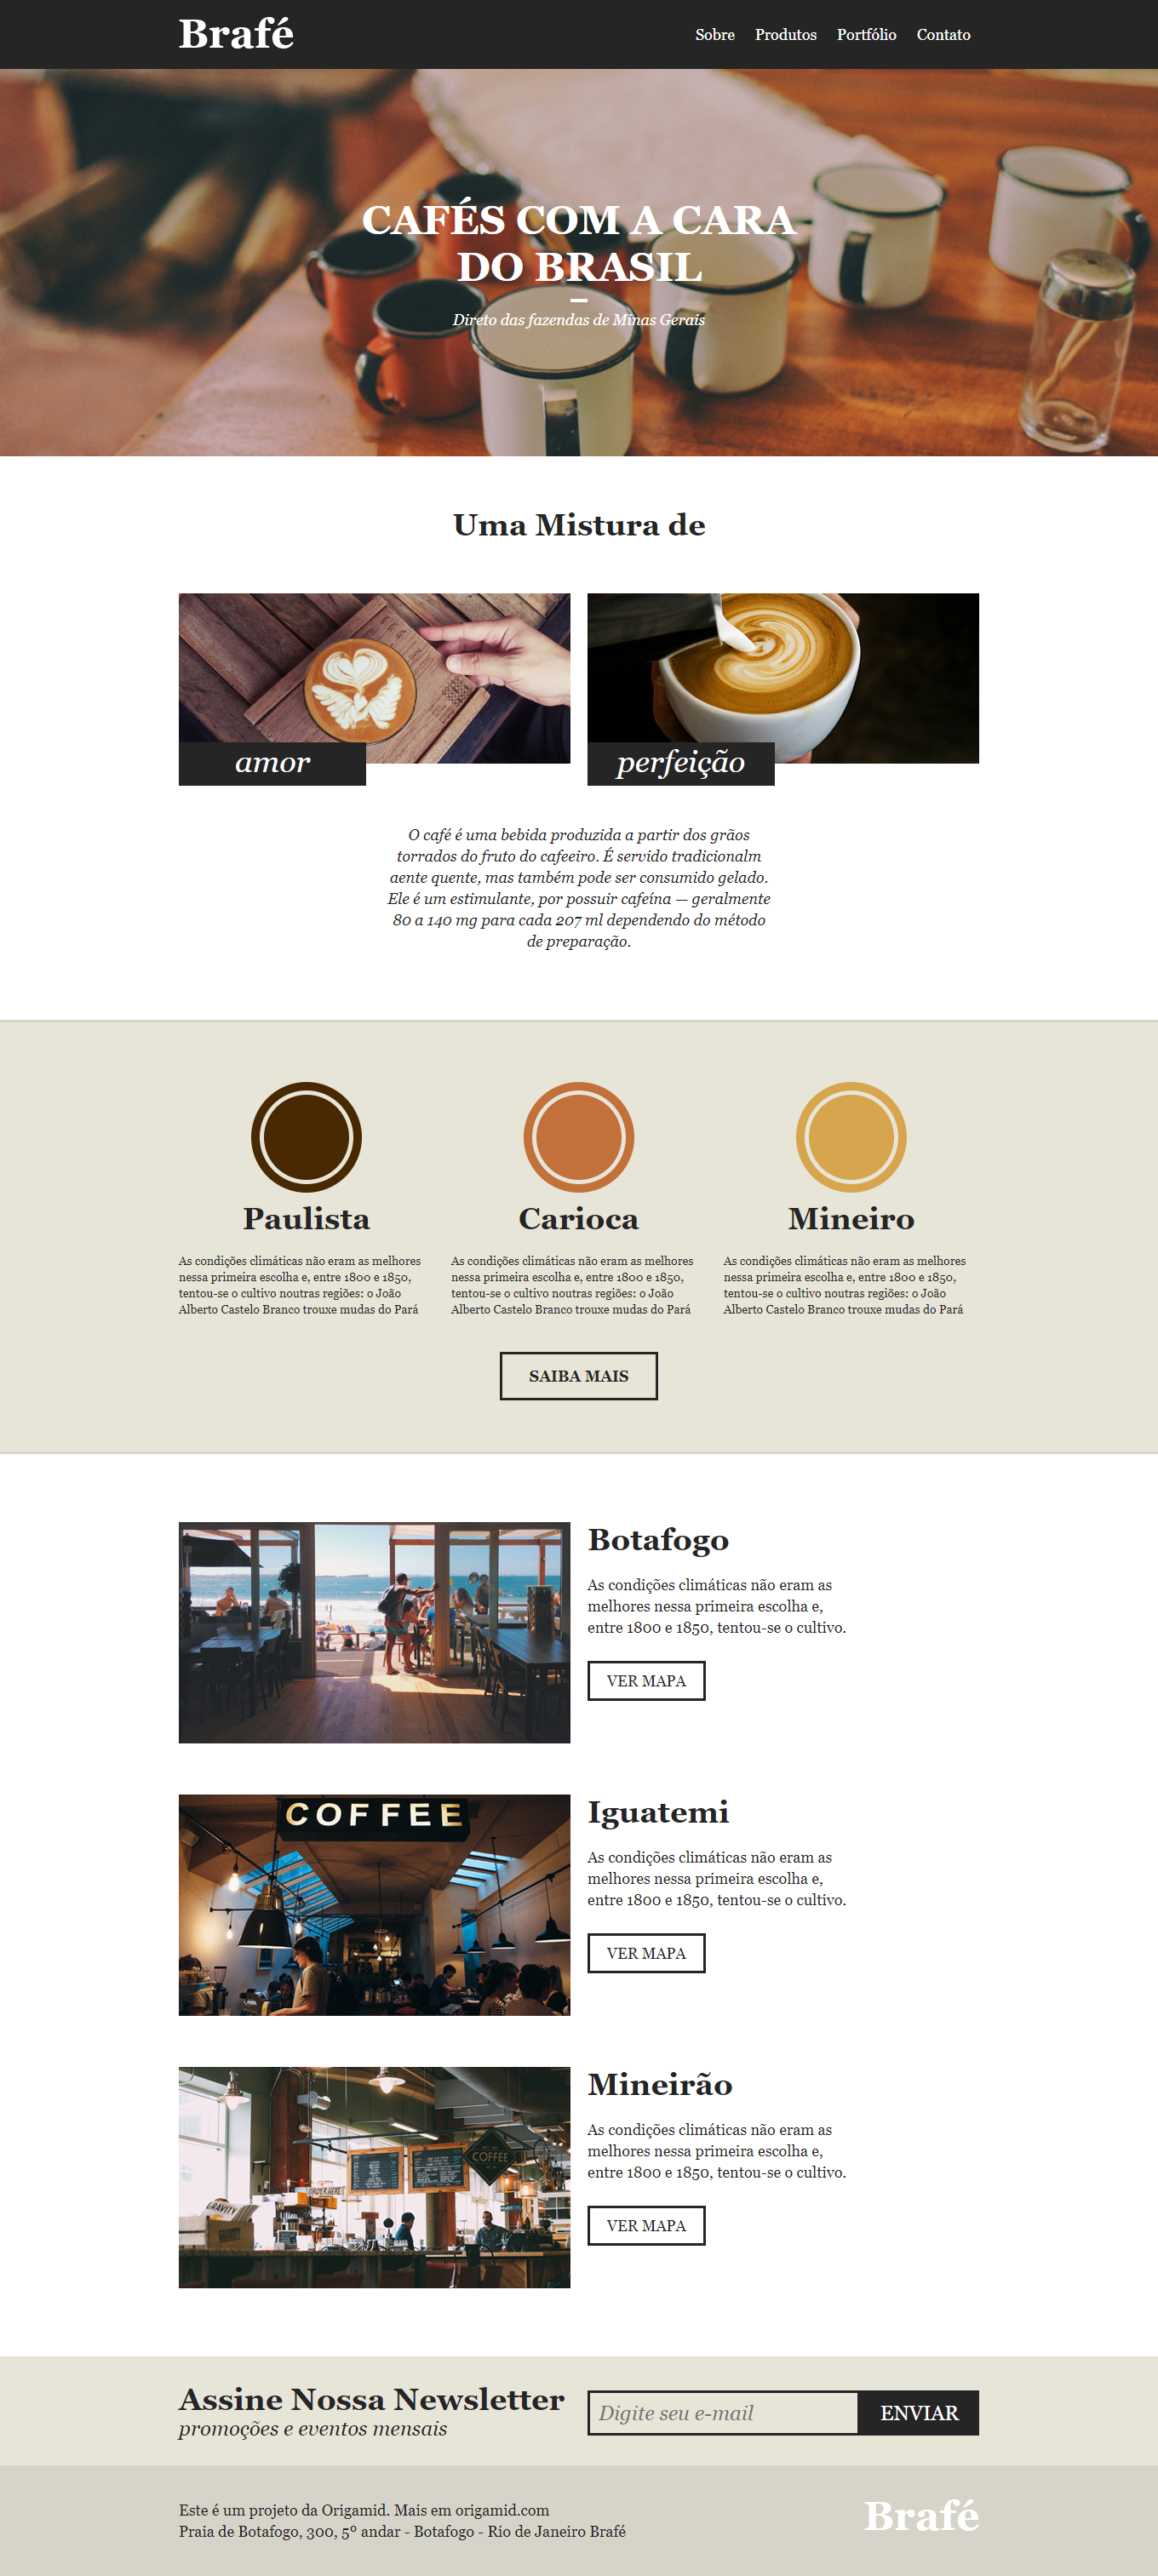 Brafé
Sobre Produtos Portfólio Contato
CAFÉS COM A CARA
DO BRASIL
Direto das fazendas de Minas Gerais
Uma Mistura de
amor
perfeição
O café é uma bebida produzida a partir dos grãos
torrados do fruto do cafeeiro. É servido tradicionalm
aente quente, mas também pode ser consumido gelado.
Ele é um estimulante, por possuir cafeína — geralmente
80 a 140 mg para cada 207 ml dependendo do método
de preparação.
Paulista
As condições climáticas não eram as melhores
nessa primeira escolha e, entre 1800 e 1850,
tentou-se o cultivo noutras regiões: o João
Alberto Castelo Branco trouxe mudas do Pará
Carioca
As condições climáticas não eram as melhores
nessa primeira escolha e, entre 1800 e 1850,
tentou-se o cultivo noutras regiões: o João
Alberto Castelo Branco trouxe mudas do Pará
Mineiro
As condições climáticas não eram as melhores
nessa primeira escolha e, entre 1800 e 1850,
tentou-se o cultivo noutras regiões: o João
Alberto Castelo Branco trouxe mudas do Pará
SAIBA MAIS
Botafogo
As condições climáticas não eram as
melhores nessa primeira escolha e,
entre 1800 e 1850, tentou-se o cultivo.
VER MAPA
COFFEE
Iguatemi
As condições climáticas não eram as
melhores nessa primeira escolha e,
entre 1800 e 1850, tentou-se o cultivo.
VER MAPA
COFFEE
ORDER HERE
GRAVITY
GRAVITY
Mineirão
As condições climáticas não eram as
melhores nessa primeira escolha e,
entre 1800 e 1850, tentou-se o cultivo.
VER MAPA
Assine Nossa Newsletter
promoções e eventos mensais
Digite seu e-mail
ENVIAR
Este é um projeto da Origamid. Mais em origamid.com
Praia de Botafogo, 300, 5º andar - Botafogo - Rio de Janeiro Brafé
Brafé